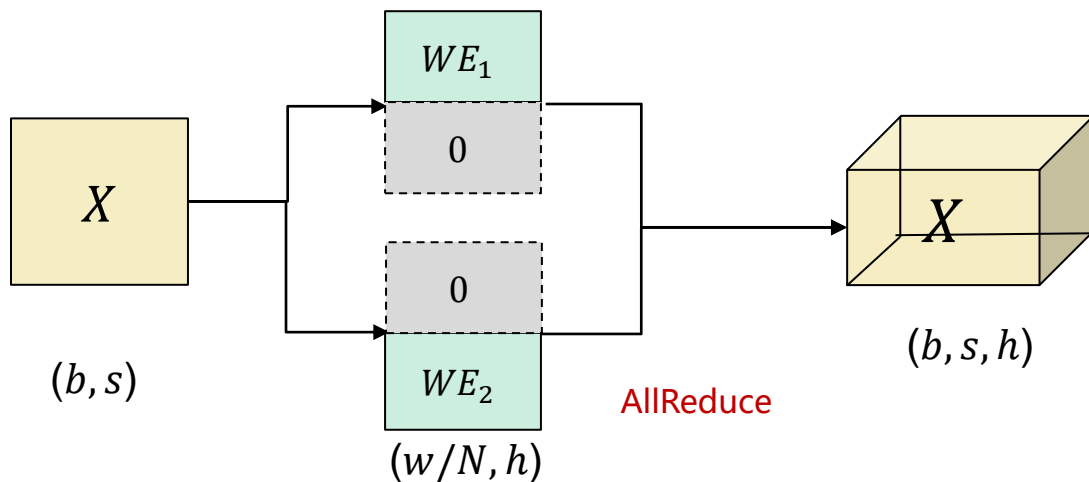 X
(b, s)
WE₁
0
0
WE₂
(w/N, h)
AllReduce
X
(b, s, h)